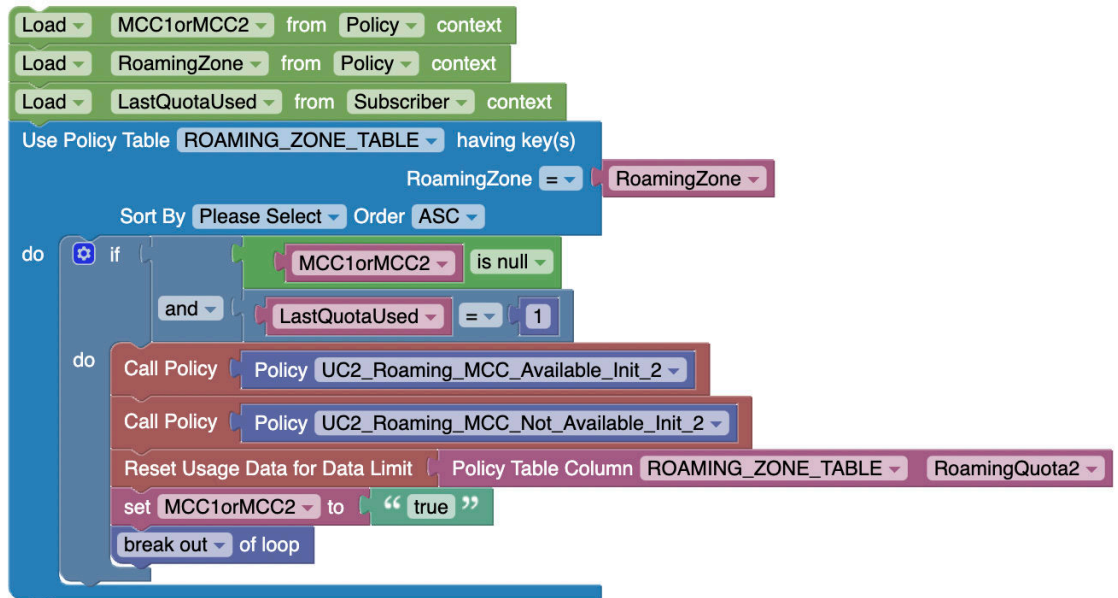 Load MCC1orMCC2 from Policy context
Load RoamingZone from Policy context
Load LastQuotaUsed from Subscriber context
Use Policy Table ROAMING_ZONE_TABLE having key(s)
RoamingZone = RoamingZone
Sort By Please Select Order ASC
do if MCC1orMCC2 is null
and LastQuotaUsed = 1
do Call Policy Policy UC2_Roaming_MCC_Available_Init_2
Call Policy Policy UC2_Roaming_MCC_Not_Available_Init_2
Reset Usage Data for Data Limit Policy Table Column ROAMING_ZONE_TABLE RoamingQuota2
set MCC1orMCC2 to “ true ”
break out of loop